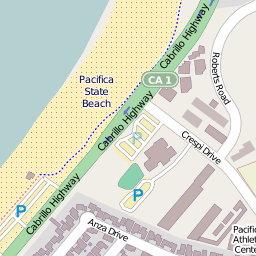 Cabrillo Highway
Roberts Road
Pacifica
State
Beach
CA 1
Cabrillo Highway
Crespi Drive
P
P
P
Cabrillo Highway
Anza Drive
Pacific
Athlet
Cente